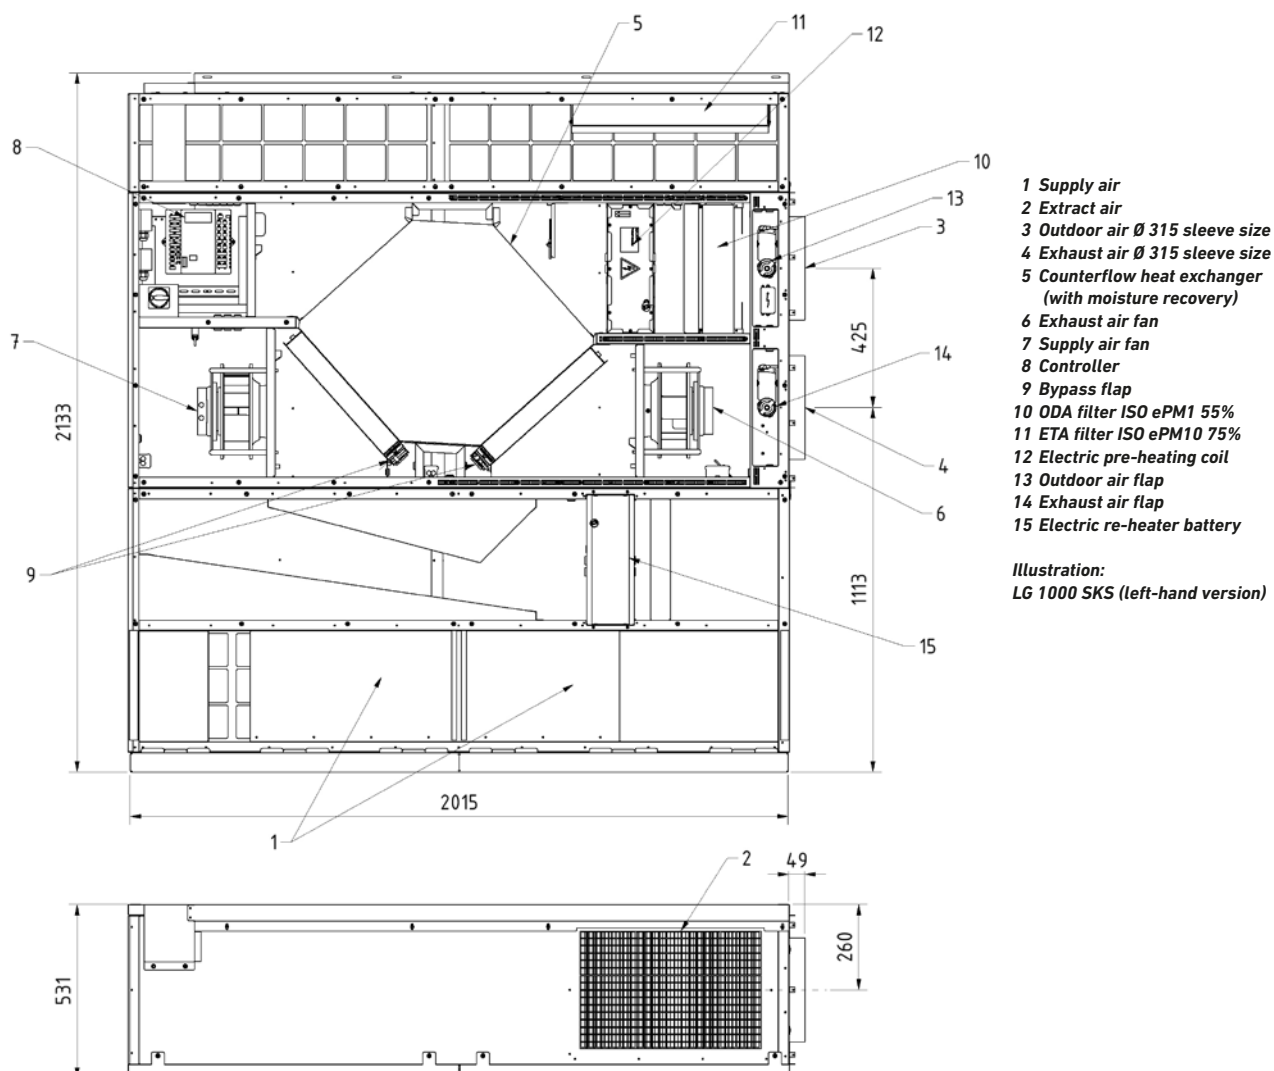 11
5
12
8
10
13
3
7
425
14
2133
4
6
9
1113
15
2015
1
2
49
260
531
1 Supply air
2 Extract air
3 Outdoor air Ø 315 sleeve size
4 Exhaust air Ø 315 sleeve size
5 Counterflow heat exchanger
(with moisture recovery)
6 Exhaust air fan
7 Supply air fan
8 Controller
9 Bypass flap
10 ODA filter ISO ePM1 55%
11 ETA filter ISO ePM10 75%
12 Electric pre-heating coil
13 Outdoor air flap
14 Exhaust air flap
15 Electric re-heater battery
Illustration:
LG 1000 SKS (left-hand version)